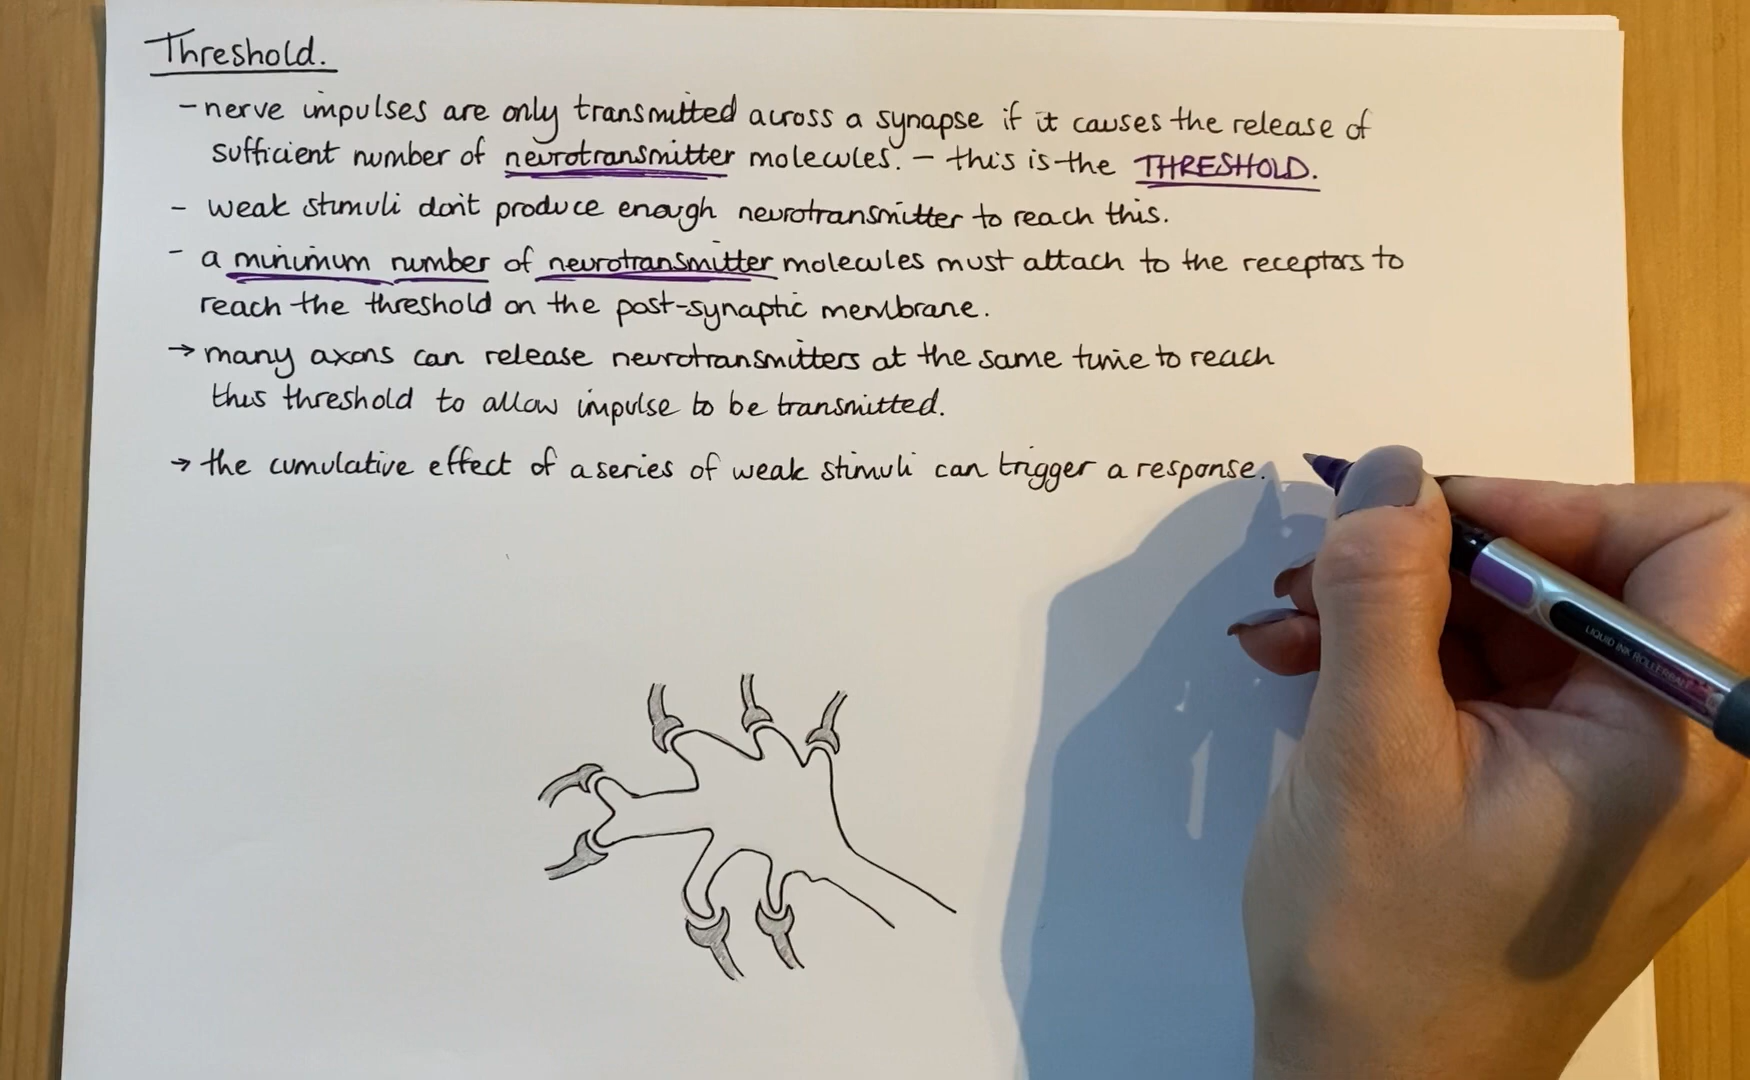 Threshold.
- nerve impulses are only transmitted across a synapse if it causes the release of
sufficient number of neurotransmitter molecules. - this is the THRESHOLD.
- weak stimuli don't produce enough neurotransmitter to reach this.
- a minimum number of neurotransmitter molecules must attach to the receptors to
reach the threshold on the post-synaptic membrane.
→ many axons can release neurotransmitters at the same time to reach
this threshold to allow impulse to be transmitted.
→ the cumulative effect of a series of weak stimuli can trigger a response.
LIQUID INK ROLLERBALL